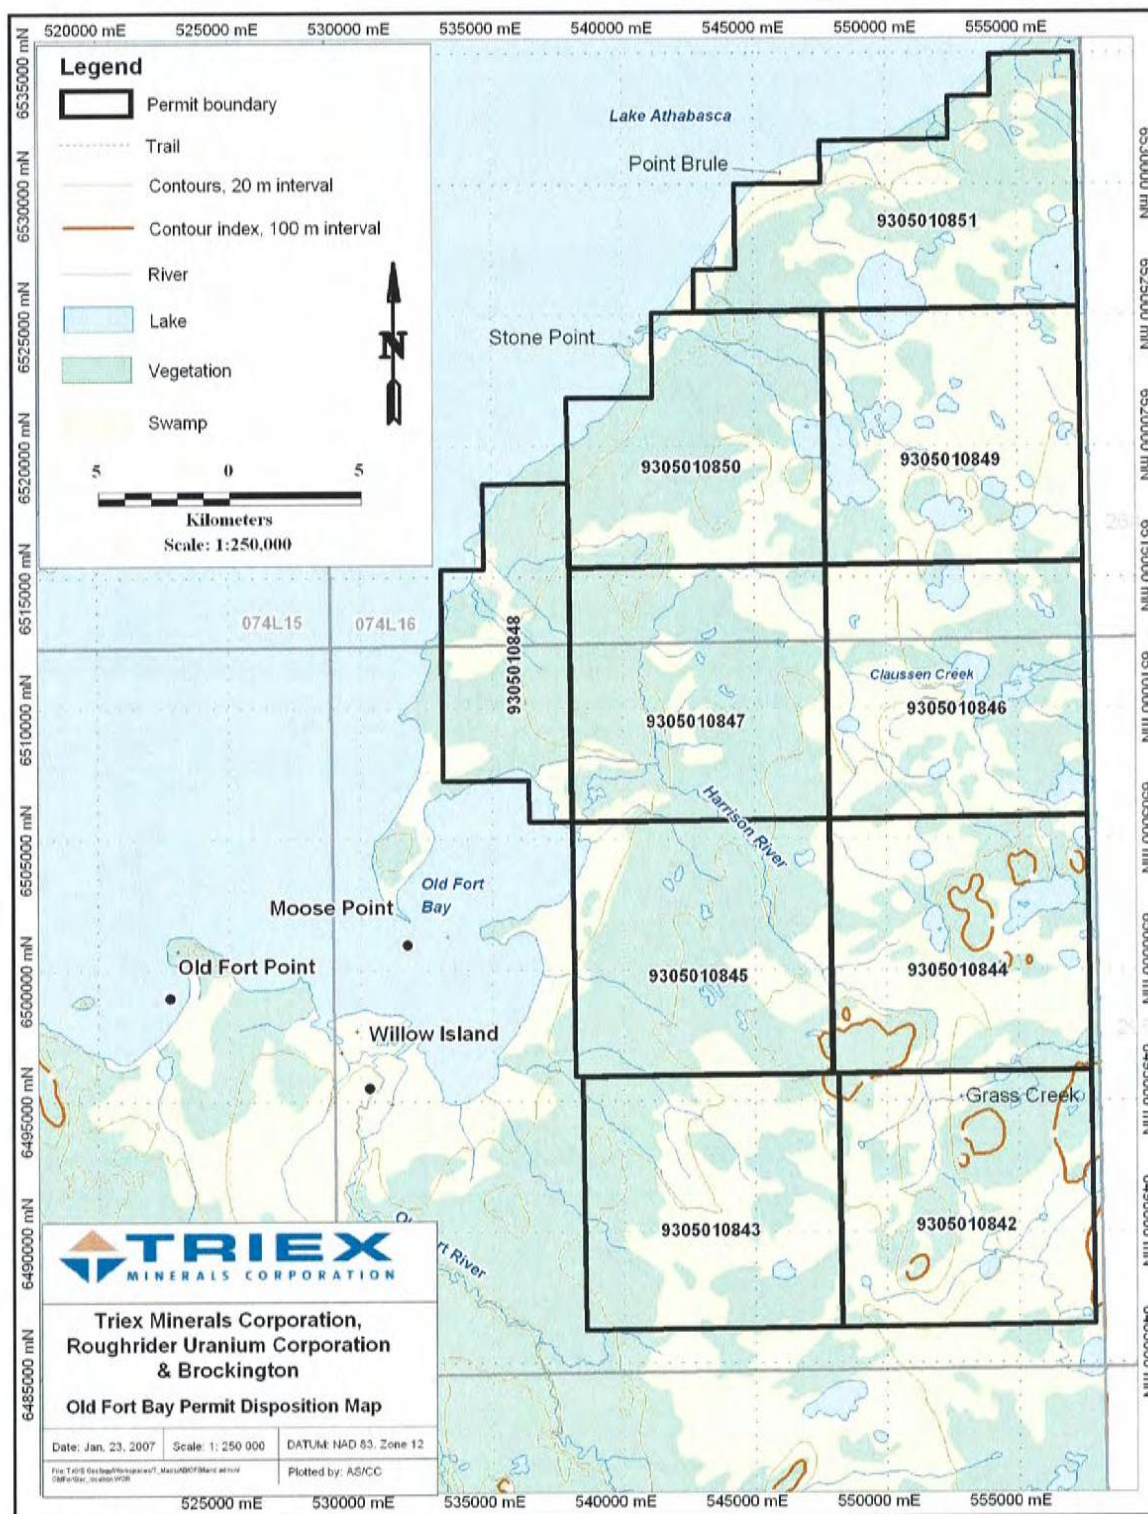 520000 mE 525000 mE 530000 mE 535000 mE 540000 mE 545000 mE 550000 mE 555000 mE
6535000 mN
6530000 mN
6525000 mN
6520000 mN
6515000 mN
6510000 mN
6505000 mN
6500000 mN
6495000 mN
6490000 mN
6485000 mN
Legend
Permit boundary
Trail
Contours, 20 m interval
Contour index, 100 m interval
River
Lake
Vegetation
Swamp
N
5 0 5
Kilometers
Scale: 1:250,000
Lake Athabasca
Point Brule
9305010851
Stone Point
9305010850
9305010849
074L15 074L16
9305010848
Claussen Creek
9305010847
9305010846
Harrison River
Old Fort
Bay
Moose Point
Old Fort Point
9305010845
9305010844
Willow Island
Grass Creek
9305010843
9305010842
River
TRIEX
MINERALS CORPORATION
Triex Minerals Corporation,
Roughrider Uranium Corporation
& Brockington
Old Fort Bay Permit Disposition Map
Date: Jan. 23, 2007 Scale: 1: 250 000 DATUM: NAD 83, Zone 12
Plotted by: AS/CC
525000 mE 530000 mE 535000 mE 540000 mE 545000 mE 550000 mE 555000 mE